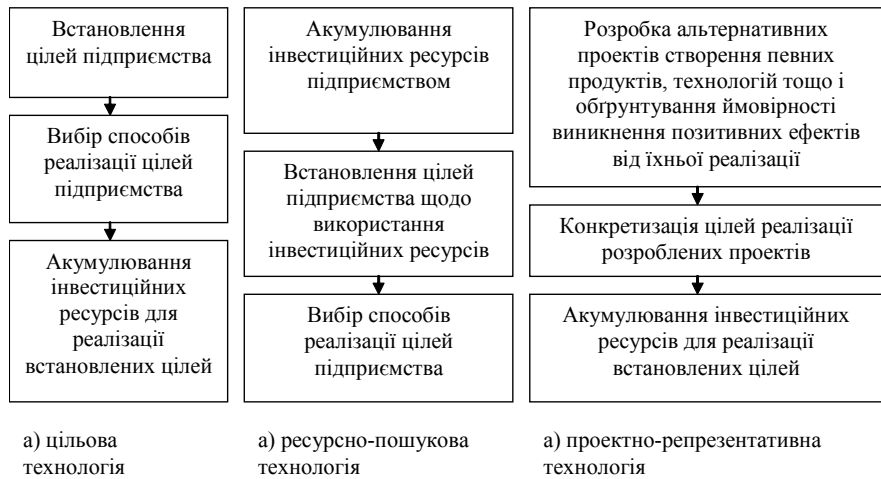 Встановлення
цілей підприємства
Вибір способів
реалізації цілей
підприємства
Акумулювання
інвестиційних
ресурсів для
реалізації
встановлених цілей
а) цільова
технологія
Акумулювання
інвестиційних ресурсів
підприємством
Встановлення цілей
підприємства щодо
використання
інвестиційних ресурсів
Вибір способів
реалізації цілей
підприємства
а) ресурсно-пошукова
технологія
Розробка альтернативних
проектів створення певних
продуктів, технологій тощо і
обґрунтування ймовірності
виникнення позитивних ефектів
від їхньої реалізації
Конкретизація цілей реалізації
розроблених проектів
Акумулювання інвестиційних
ресурсів для реалізації
встановлених цілей
а) проектно-репрезентативна
технологія